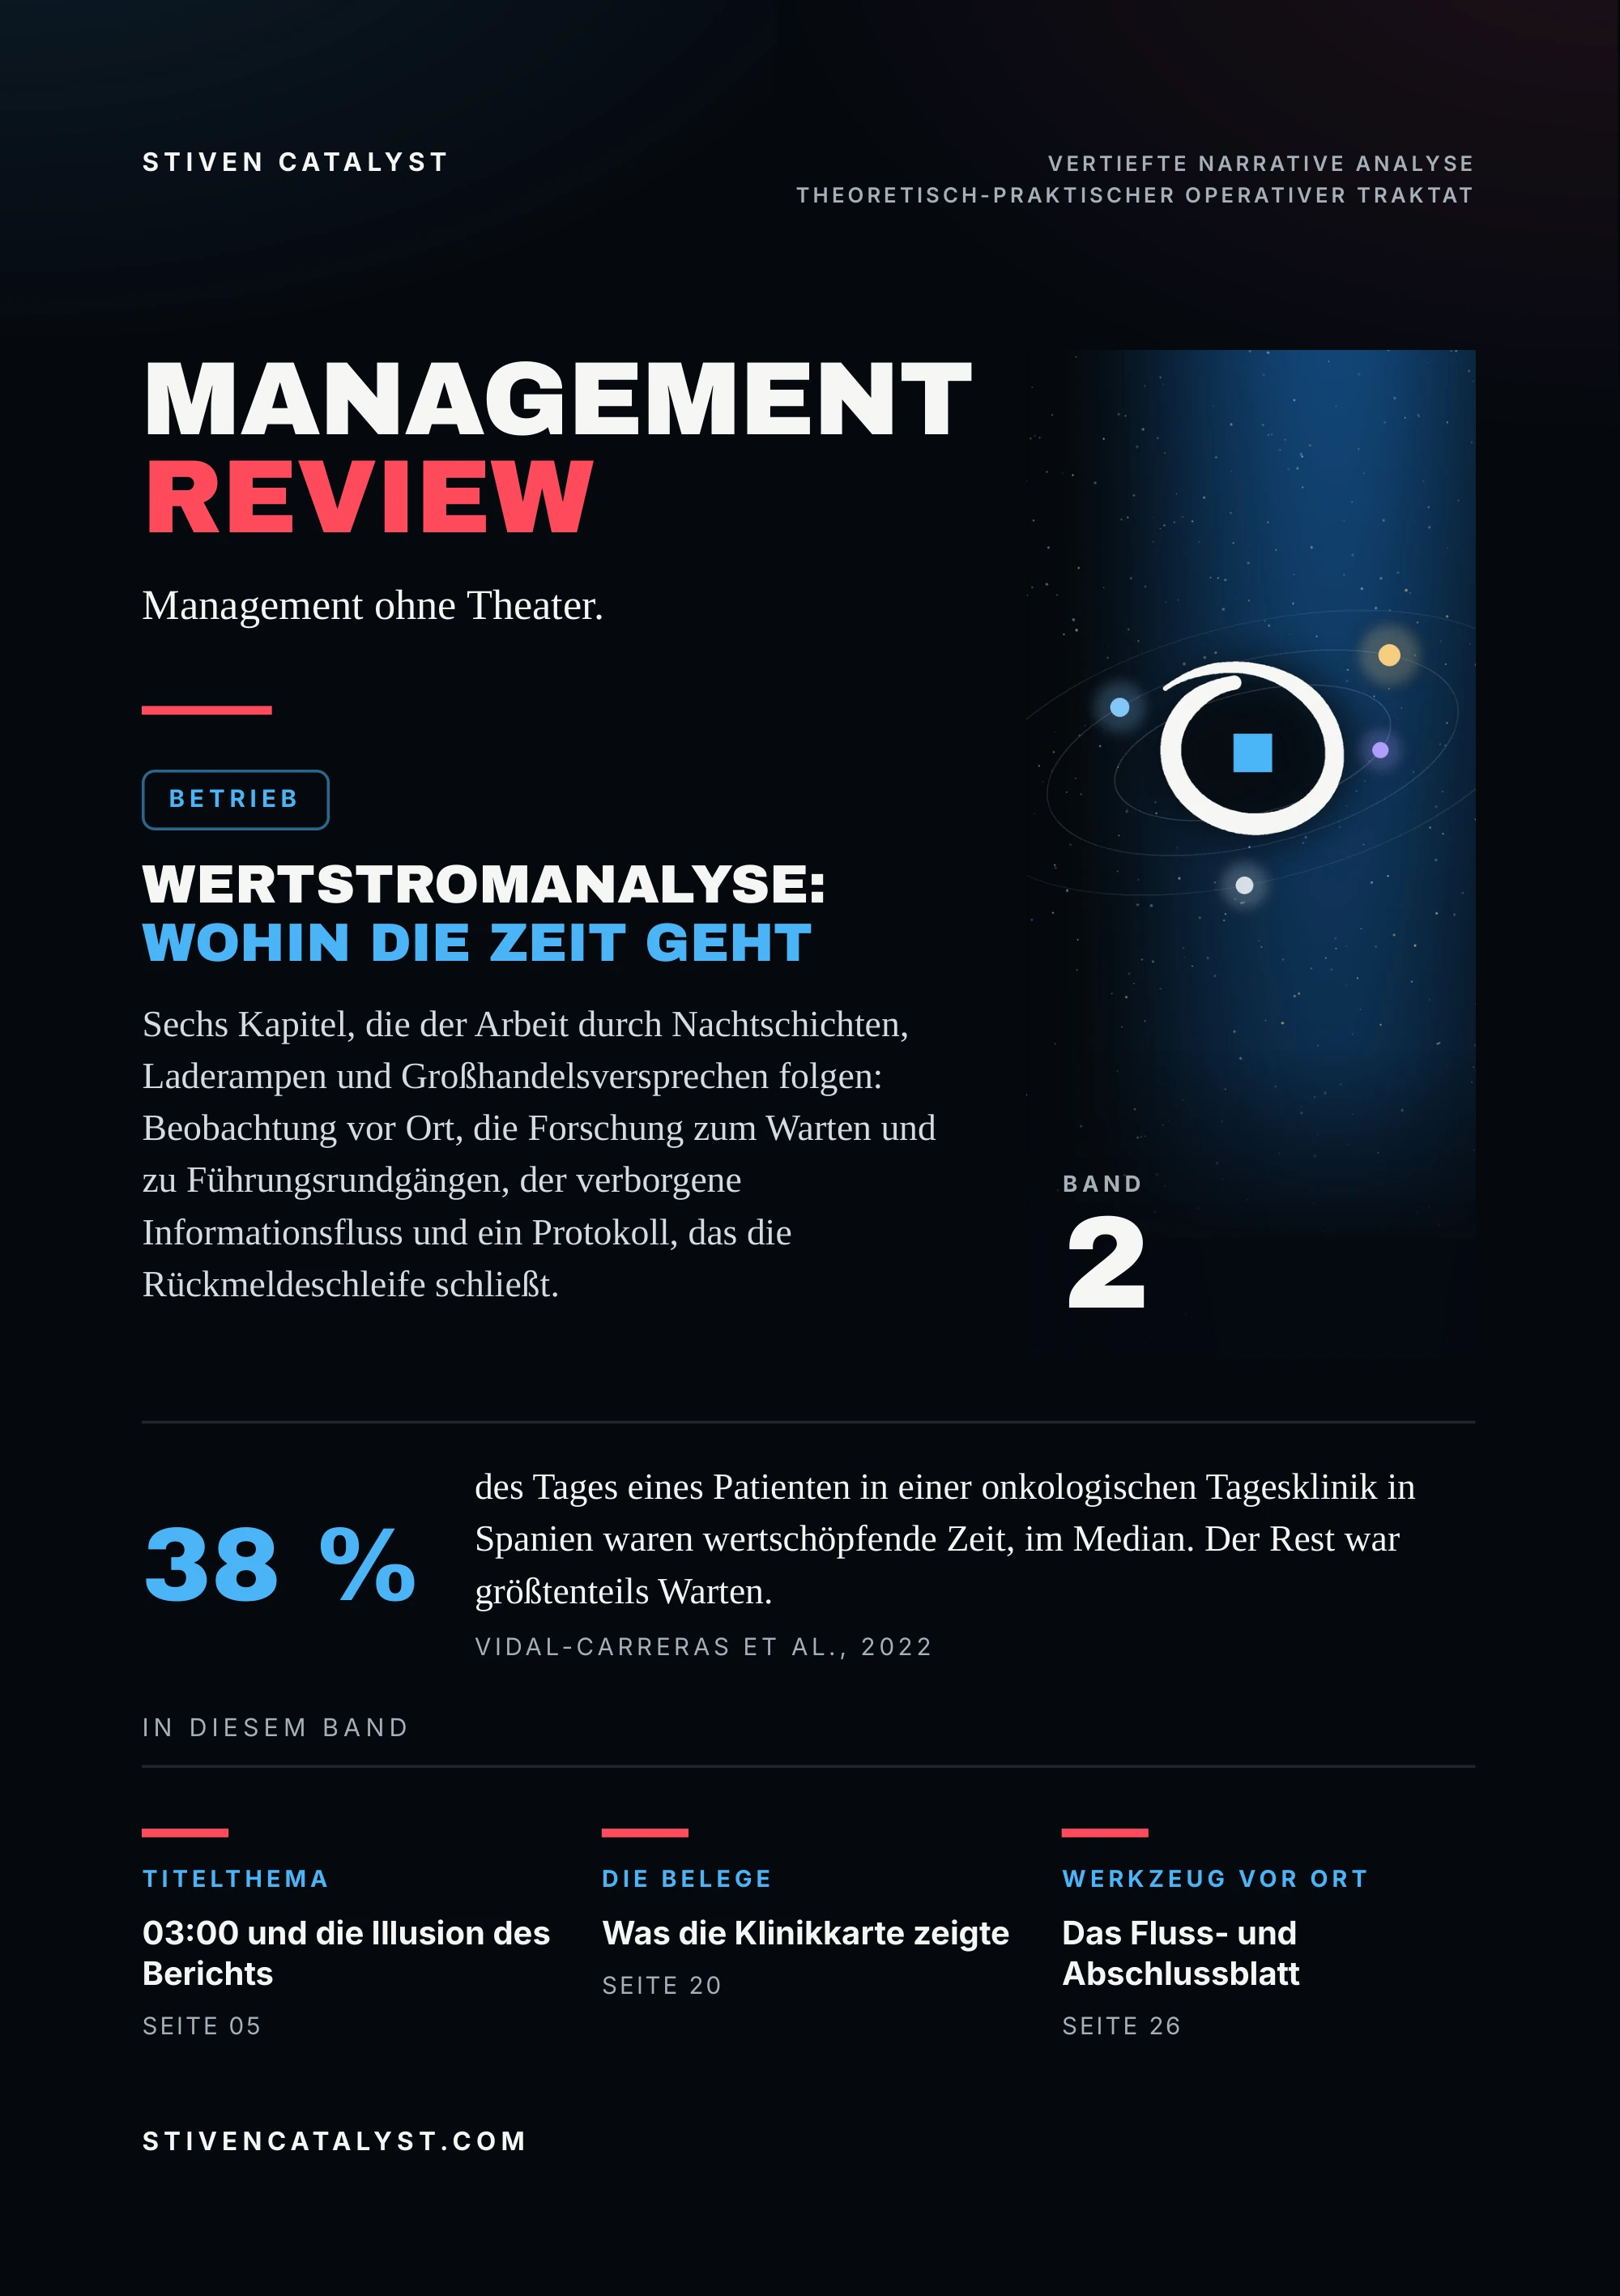 STIVEN CATALYST
VERTIEFTE NARRATIVE ANALYSE
THEORETISCH-PRAKTISCHER OPERATIVER TRAKTAT
MANAGEMENT
REVIEW
Management ohne Theater.
BETRIEB
WERTSTROMANALYSE:
WOHIN DIE ZEIT GEHT
Sechs Kapitel, die der Arbeit durch Nachtschichten,
Laderampen und Großhandelsversprechen folgen:
Beobachtung vor Ort, die Forschung zum Warten und
zu Führungsrundgängen, der verborgene
Informationsfluss und ein Protokoll, das die
Rückmeldeschleife schließt.
BAND
2
38 %
des Tages eines Patienten in einer onkologischen Tagesklinik in
Spanien waren wertschöpfende Zeit, im Median. Der Rest war
größtenteils Warten.
VIDAL-CARRERAS ET AL., 2022
IN DIESEM BAND
TITELTHEMA
03:00 und die Illusion des
Berichts
SEITE 05
DIE BELEGE
Was die Klinikkarte zeigte
SEITE 20
WERKZEUG VOR ORT
Das Fluss- und
Abschlussblatt
SEITE 26
STIVENCATALYST.COM